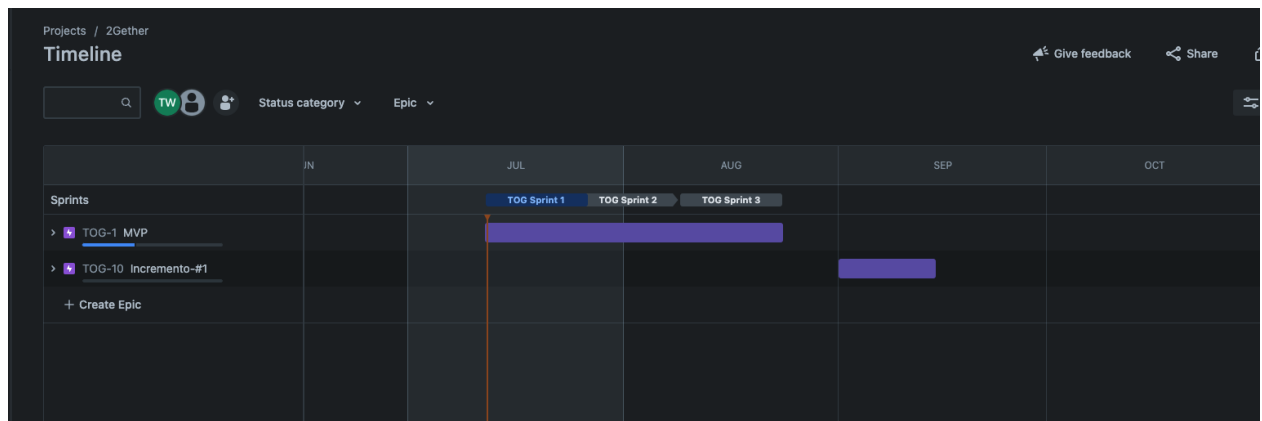 Projects / 2Gether
Timeline
Give feedback
Share
TW
Status category
Epic
JUL
AUG
SEP
OCT
Sprints
TOG Sprint 1
TOG Sprint 2
TOG Sprint 3
TOG-1 MVP
TOG-10 Incremento-#1
+ Create Epic